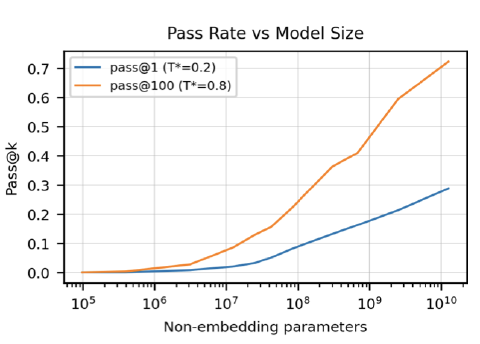 Pass Rate vs Model Size
pass@1 (T*=0.2)
pass@100 (T*=0.8)
Pass@k
0.7
0.6
0.5
0.4
0.3
0.2
0.1
0.0
10⁵ 10⁶ 10⁷ 10⁸ 10⁹ 10¹⁰
Non-embedding parameters